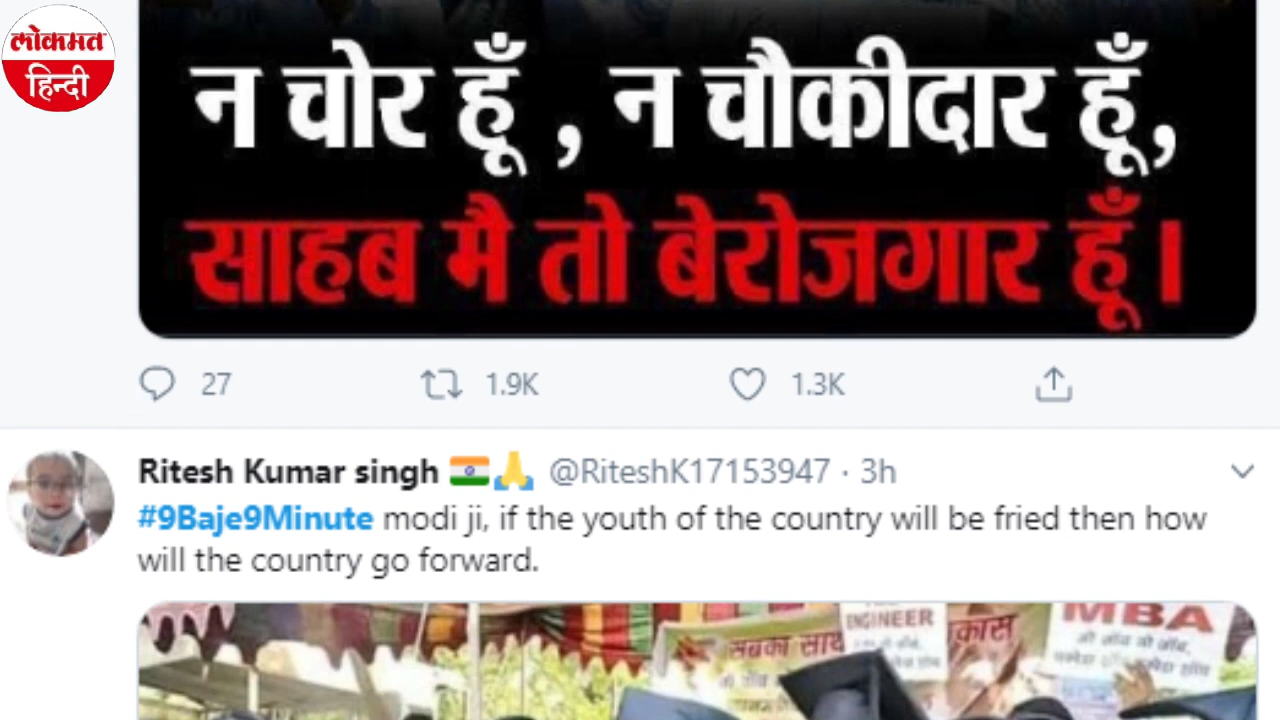 लोकमत
हिन्दी
न चोर हूँ , न चौकीदार हूँ,
साहब मै तो बेरोजगार हूँ।
27 1.9K 1.3K
Ritesh Kumar singh @RiteshK17153947 · 3h
#9Baje9Minute modi ji, if the youth of the country will be fried then how
will the country go forward.
ENGINEER
MBA
सबका साथ